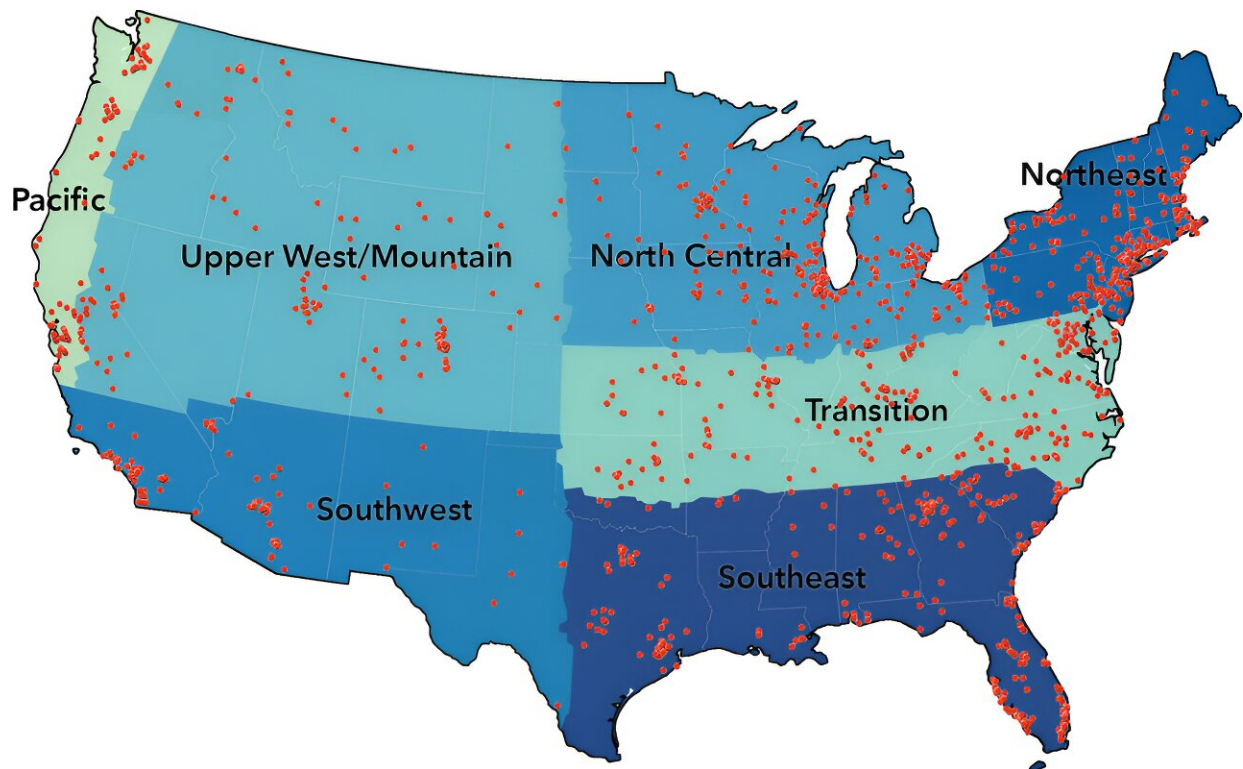 Northeast
Pacific
Upper West/Mountain
North Central
Transition
Southwest
Southeast